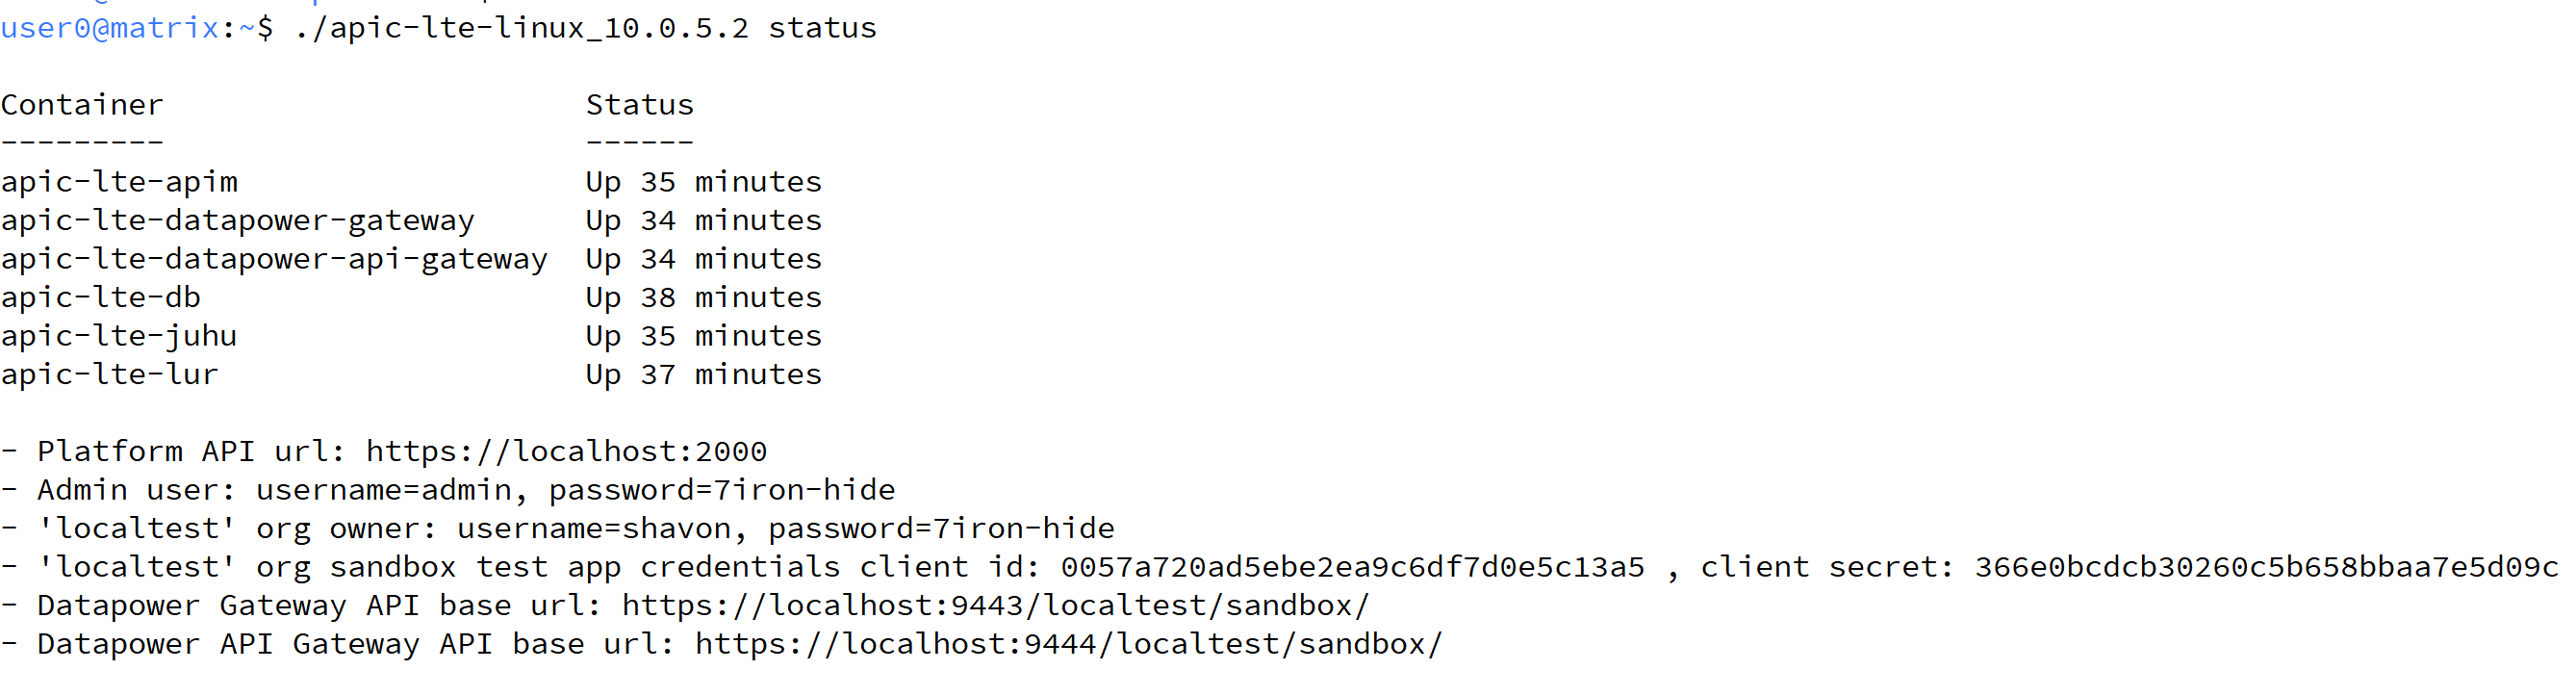 user0@matrix:~$ ./apic-lte-linux_10.0.5.2 status
Container                       Status
---------                       ------
apic-lte-apim                   Up 35 minutes
apic-lte-datapower-gateway      Up 34 minutes
apic-lte-datapower-api-gateway  Up 34 minutes
apic-lte-db                     Up 38 minutes
apic-lte-juhu                   Up 35 minutes
apic-lte-lur                    Up 37 minutes
- Platform API url: https://localhost:2000
- Admin user: username=admin, password=7iron-hide
- 'localtest' org owner: username=shavon, password=7iron-hide
- 'localtest' org sandbox test app credentials client id: 0057a720ad5ebe2ea9c6df7d0e5c13a5 , client secret: 366e0bcdcb30260c5b658bbaa7e5d09c
- Datapower Gateway API base url: https://localhost:9443/localtest/sandbox/
- Datapower API Gateway API base url: https://localhost:9444/localtest/sandbox/